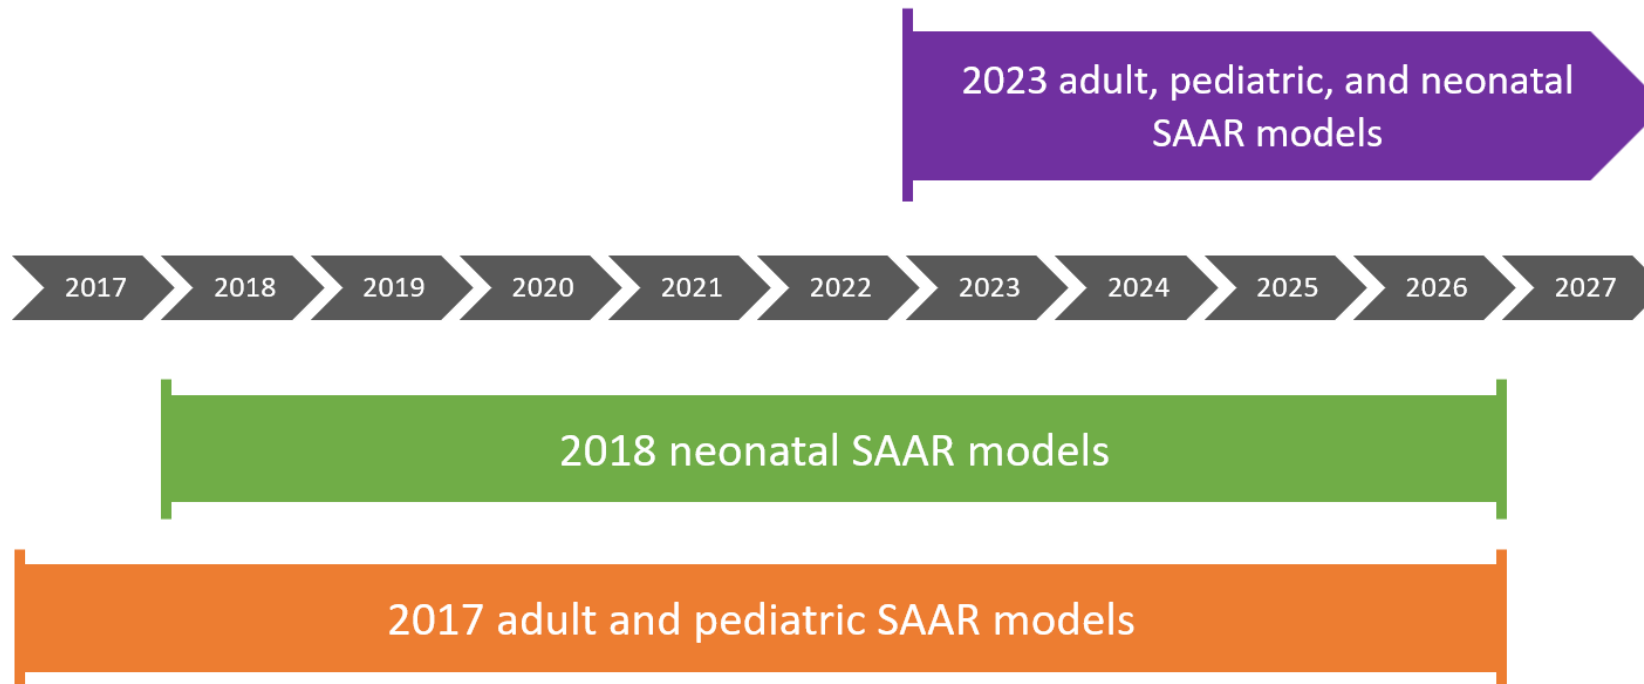 2023 adult, pediatric, and neonatal
SAAR models
2017 2018 2019 2020 2021 2022 2023 2024 2025 2026 2027
2018 neonatal SAAR models
2017 adult and pediatric SAAR models